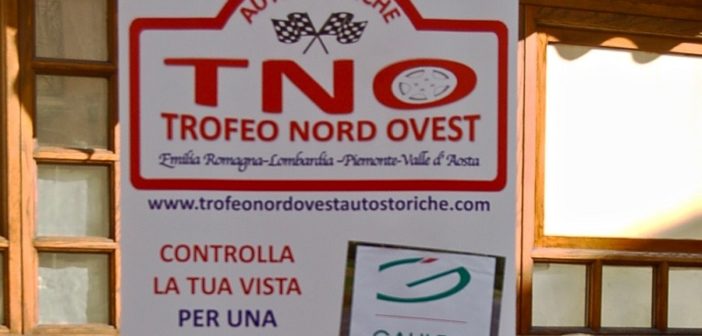 TNO
TROFEO NORD OVEST
Emilia Romagna-Lombardia -Piemonte-Valle d' Aosta
www.trofeonordovestautostoriche.com
CONTROLLA
LA TUA VISTA
PER UNA